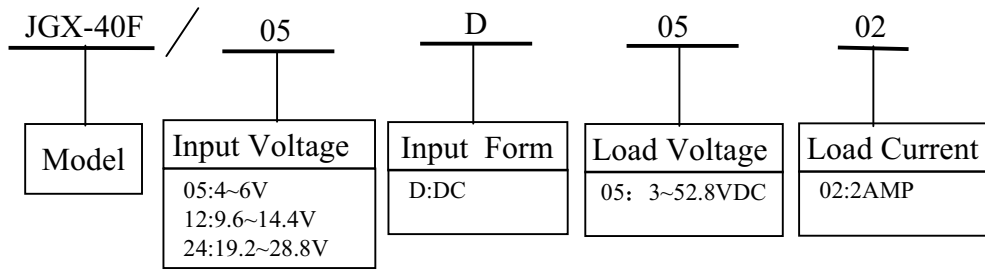 JGX-40F / 05 D 05 02
Model
Input Voltage
05:4~6V
12:9.6~14.4V
24:19.2~28.8V
Input Form
D:DC
Load Voltage
05：3~52.8VDC
Load Current
02:2AMP